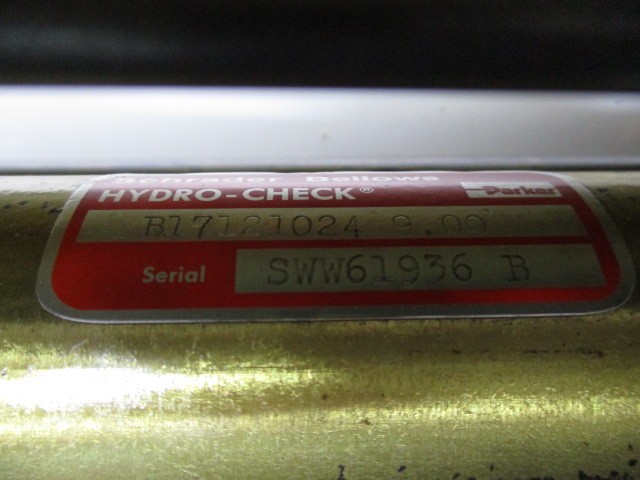 Schrader Bellows
HYDRO-CHECK® Parker
B17121024 9.00
Serial SWW61936 B